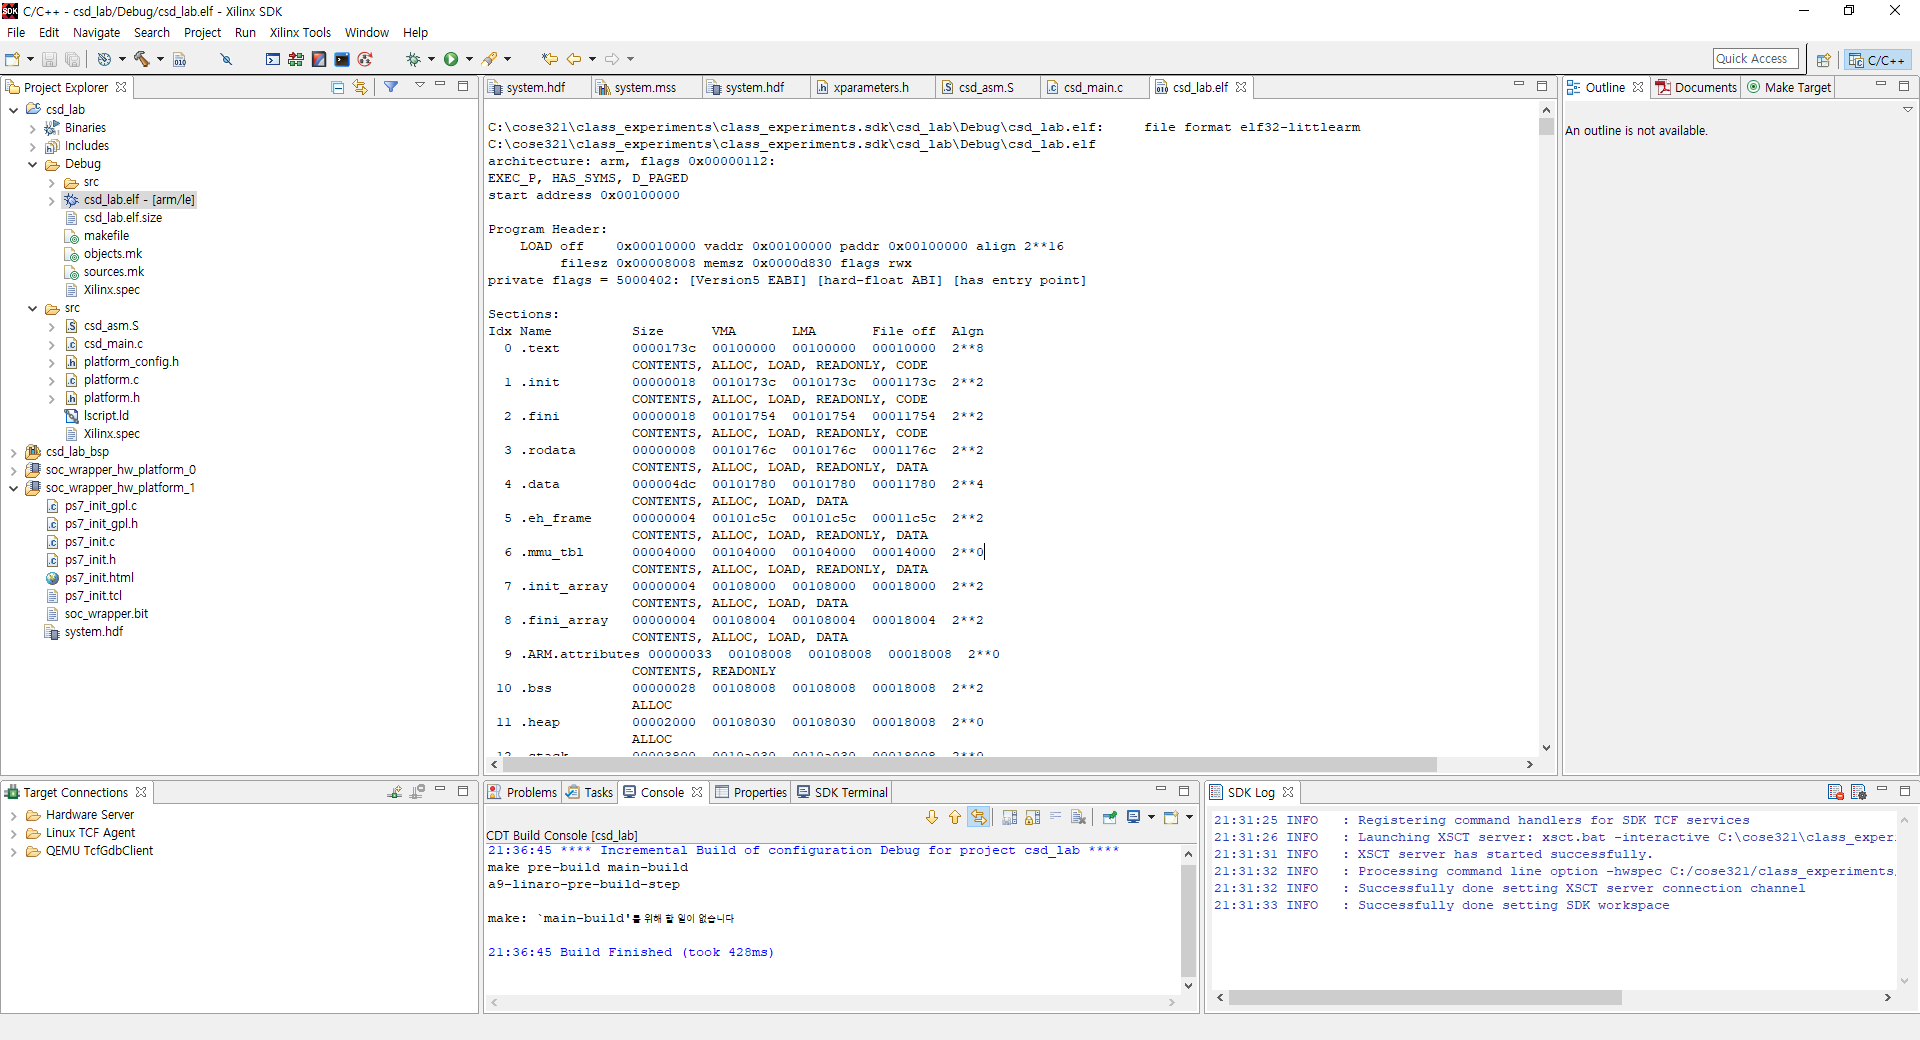 C/C++ - csd_lab/Debug/csd_lab.elf - Xilinx SDK
File Edit Navigate Search Project Run Xilinx Tools Window Help
Quick Access C/C++
Project Explorer
csd_lab
Binaries
Includes
Debug
src
csd_lab.elf - [arm/le]
csd_lab.elf.size
makefile
objects.mk
sources.mk
Xilinx.spec
src
csd_asm.S
csd_main.c
platform_config.h
platform.c
platform.h
lscript.ld
Xilinx.spec
csd_lab_bsp
soc_wrapper_hw_platform_0
soc_wrapper_hw_platform_1
ps7_init_gpl.c
ps7_init_gpl.h
ps7_init.c
ps7_init.h
ps7_init.html
ps7_init.tcl
soc_wrapper.bit
system.hdf
system.hdf system.mss system.hdf xparameters.h csd_asm.S csd_main.c csd_lab.elf
C:\cose321\class_experiments\class_experiments.sdk\csd_lab\Debug\csd_lab.elf:     file format elf32-littlearm
C:\cose321\class_experiments\class_experiments.sdk\csd_lab\Debug\csd_lab.elf
architecture: arm, flags 0x00000112:
EXEC_P, HAS_SYMS, D_PAGED
start address 0x00100000
Program Header:
LOAD off    0x00010000 vaddr 0x00100000 paddr 0x00100000 align 2**16
filesz 0x00008008 memsz 0x0000d830 flags rwx
private flags = 5000402: [Version5 EABI] [hard-float ABI] [has entry point]
Sections:
Idx Name          Size      VMA       LMA       File off  Algn
0 .text         0000173c  00100000  00100000  00010000  2**8
CONTENTS, ALLOC, LOAD, READONLY, CODE
1 .init         00000018  0010173c  0010173c  0001173c  2**2
CONTENTS, ALLOC, LOAD, READONLY, CODE
2 .fini         00000018  00101754  00101754  00011754  2**2
CONTENTS, ALLOC, LOAD, READONLY, CODE
3 .rodata       00000008  0010176c  0010176c  0001176c  2**2
CONTENTS, ALLOC, LOAD, READONLY, DATA
4 .data         000004dc  00101780  00101780  00011780  2**4
CONTENTS, ALLOC, LOAD, DATA
5 .eh_frame     00000004  00101c5c  00101c5c  00011c5c  2**2
CONTENTS, ALLOC, LOAD, READONLY, DATA
6 .mmu_tbl      00004000  00104000  00104000  00014000  2**0
CONTENTS, ALLOC, LOAD, READONLY, DATA
7 .init_array   00000004  00108000  00108000  00018000  2**2
CONTENTS, ALLOC, LOAD, DATA
8 .fini_array   00000004  00108004  00108004  00018004  2**2
CONTENTS, ALLOC, LOAD, DATA
9 .ARM.attributes 00000033  00108008  00108008  00018008  2**0
CONTENTS, READONLY
10 .bss          00000028  00108008  00108008  00018008  2**2
ALLOC
11 .heap         00002000  00108030  00108030  00018008  2**0
ALLOC
12 .stack        00003800  0010a030  0010a030  00018008  2**0
Outline Documents Make Target
An outline is not available.
Target Connections
Hardware Server
Linux TCF Agent
QEMU TcfGdbClient
Problems Tasks Console Properties SDK Terminal
CDT Build Console [csd_lab]
21:36:45 **** Incremental Build of configuration Debug for project csd_lab ****
make pre-build main-build
a9-linaro-pre-build-step
make: `main-build'를 위해 할 일이 없습니다
21:36:45 Build Finished (took 428ms)
SDK Log
21:31:25 INFO   : Registering command handlers for SDK TCF services
21:31:26 INFO   : Launching XSCT server: xsct.bat -interactive C:\cose321\class_exper
21:31:31 INFO   : XSCT server has started successfully.
21:31:32 INFO   : Processing command line option -hwspec C:/cose321/class_experiments
21:31:32 INFO   : Successfully done setting XSCT server connection channel
21:31:33 INFO   : Successfully done setting SDK workspace